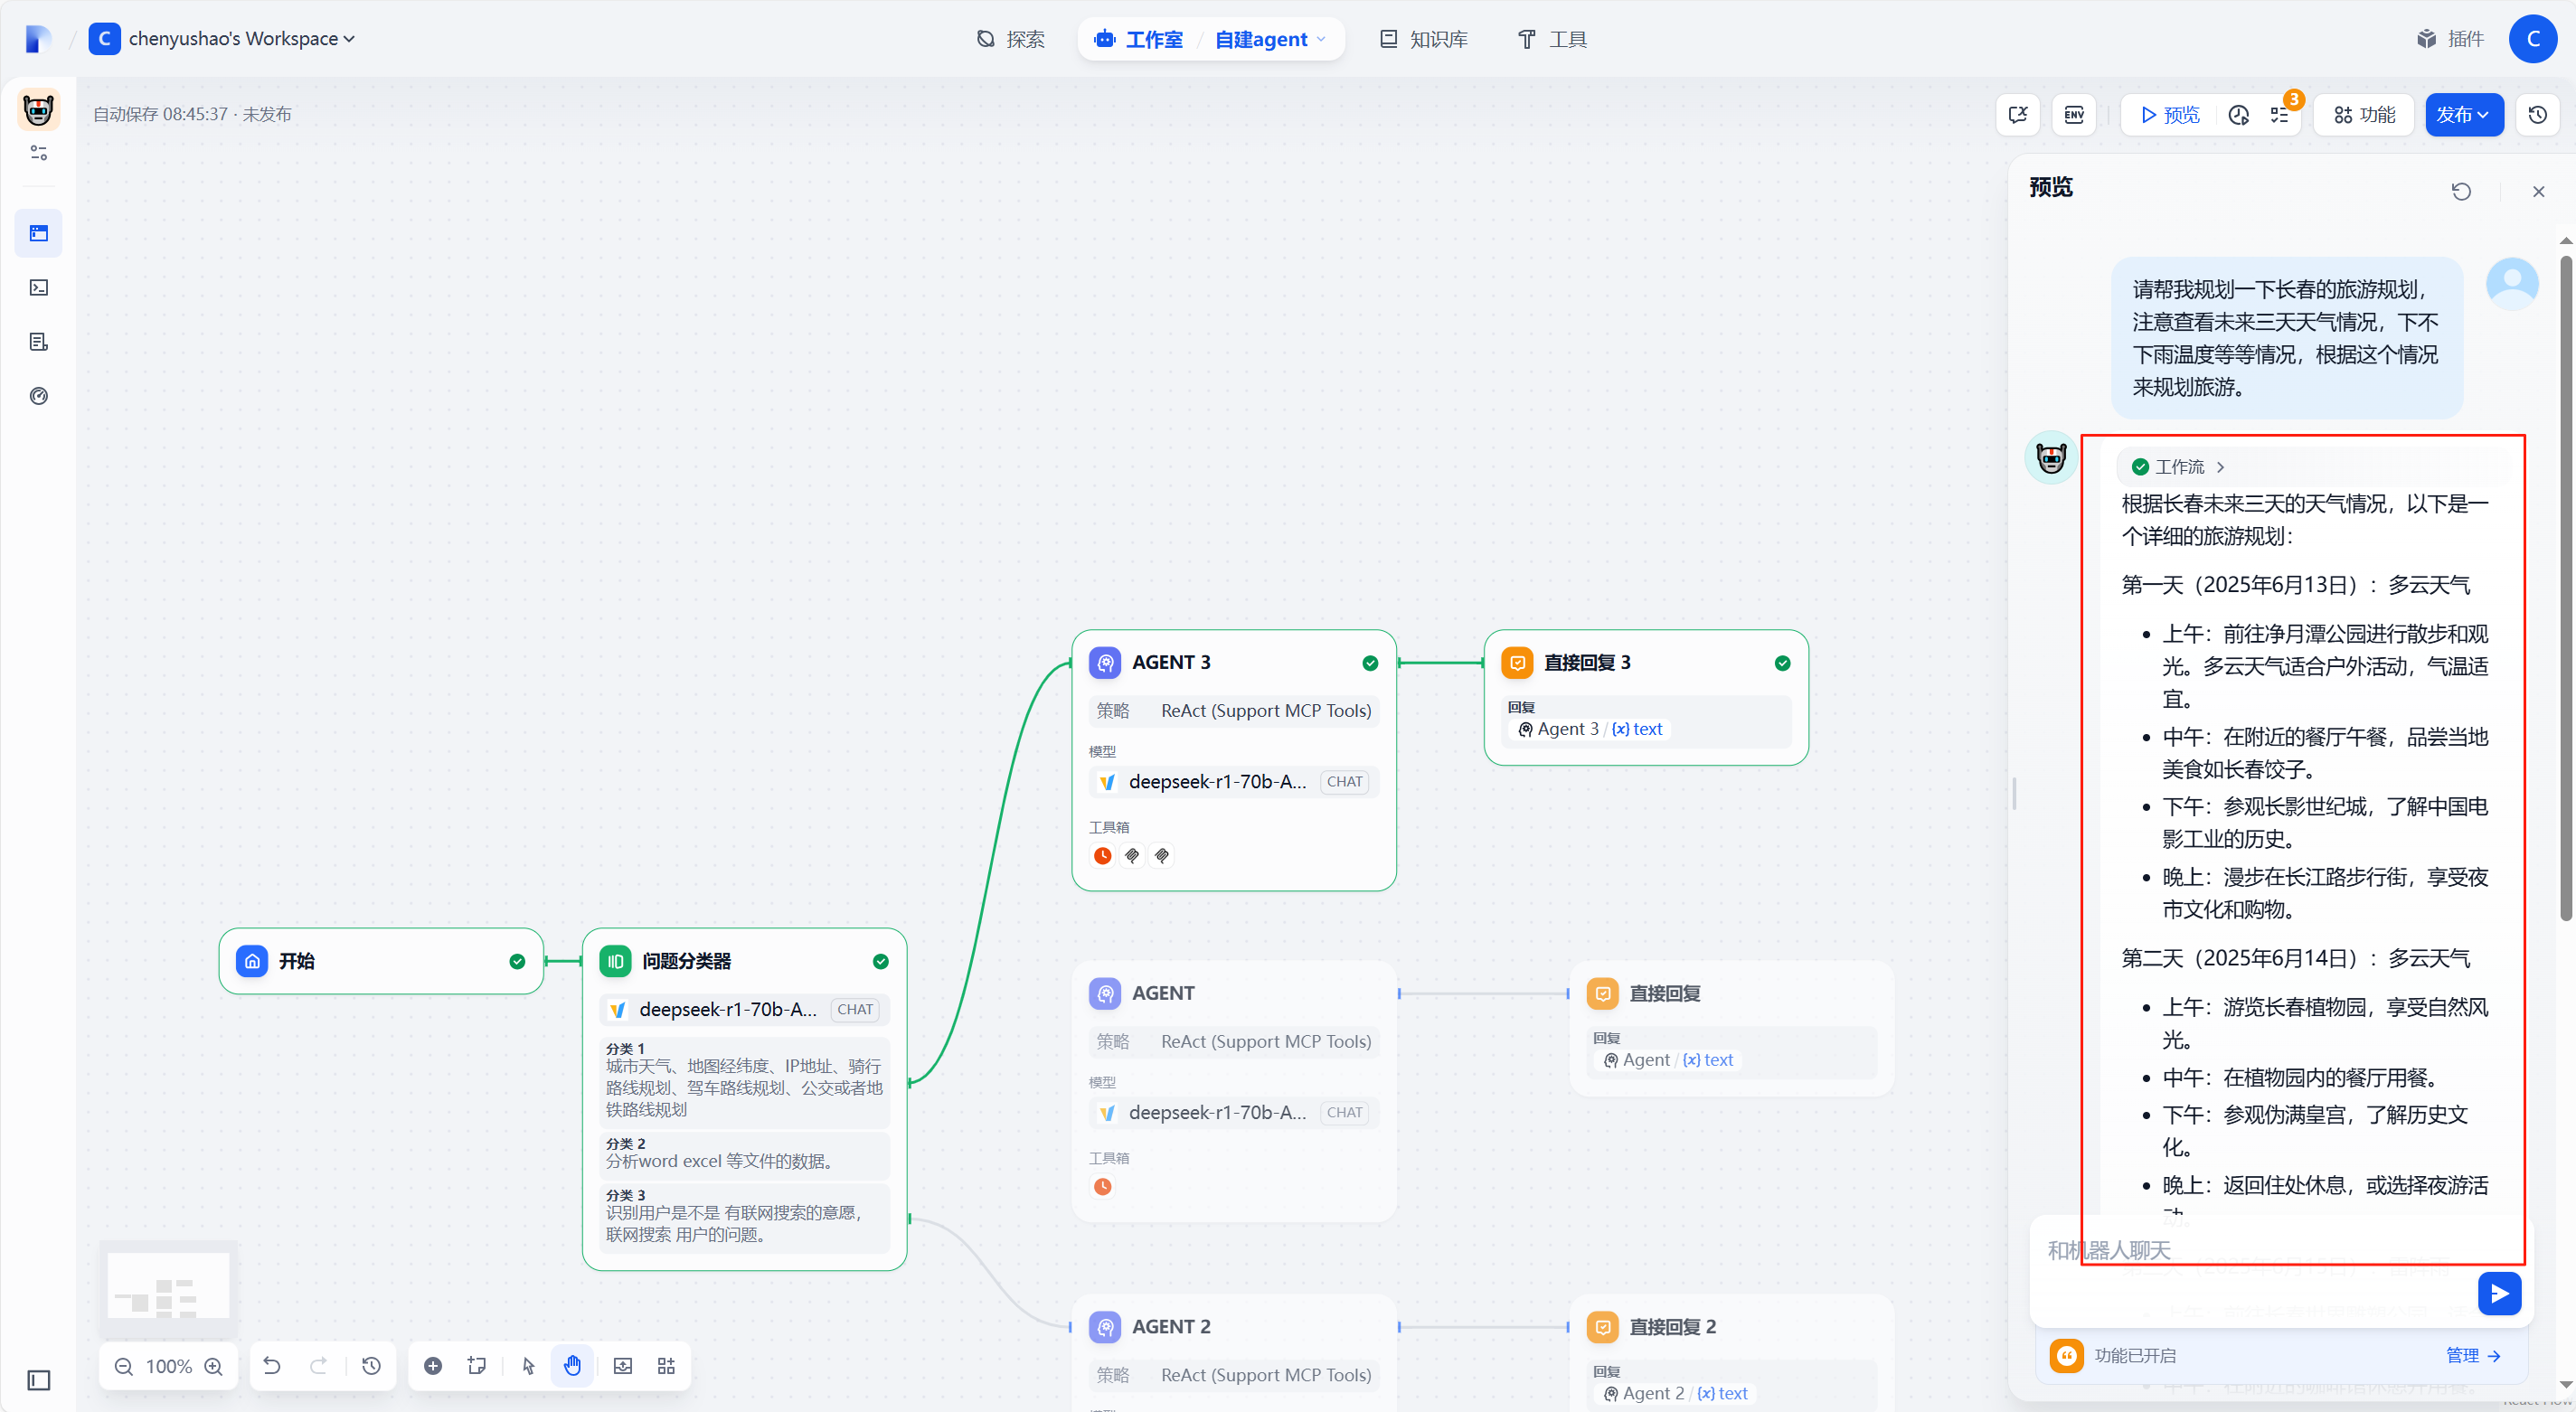 C chenyushao's Workspace
探索
工作室 / 自建agent
知识库
工具
插件
C
自动保存 08:45:37 · 未发布
ENV
预览
3
功能
发布
预览
请帮我规划一下长春的旅游规划，
注意查看未来三天天气情况，下不
下雨温度等等情况，根据这个情况
来规划旅游。
工作流
根据长春未来三天的天气情况，以下是一
个详细的旅游规划：
第一天（2025年6月13日）：多云天气
上午：前往净月潭公园进行散步和观
光。多云天气适合户外活动，气温适
宜。
中午：在附近的餐厅午餐，品尝当地
美食如长春饺子。
下午：参观长影世纪城，了解中国电
影工业的历史。
晚上：漫步在长江路步行街，享受夜
市文化和购物。
第二天（2025年6月14日）：多云天气
上午：游览长春植物园，享受自然风
光。
中午：在植物园内的餐厅用餐。
下午：参观伪满皇宫，了解历史文
化。
晚上：返回住处休息，或选择夜游活
动。
和机器人聊天
功能已开启
管理
开始
问题分类器
deepseek-r1-70b-A... CHAT
分类 1
城市天气、地图经纬度、IP地址、骑行
路线规划、驾车路线规划、公交或者地
铁路线规划
分类 2
分析word excel 等文件的数据。
分类 3
识别用户是不是 有联网搜索的意愿，
联网搜索 用户的问题。
AGENT 3
策略 ReAct (Support MCP Tools)
模型
deepseek-r1-70b-A... CHAT
工具箱
直接回复 3
回复
Agent 3 / {x} text
AGENT
策略 ReAct (Support MCP Tools)
模型
deepseek-r1-70b-A... CHAT
工具箱
直接回复
回复
Agent / {x} text
AGENT 2
策略 ReAct (Support MCP Tools)
直接回复 2
回复
Agent 2 / {x} text
100%